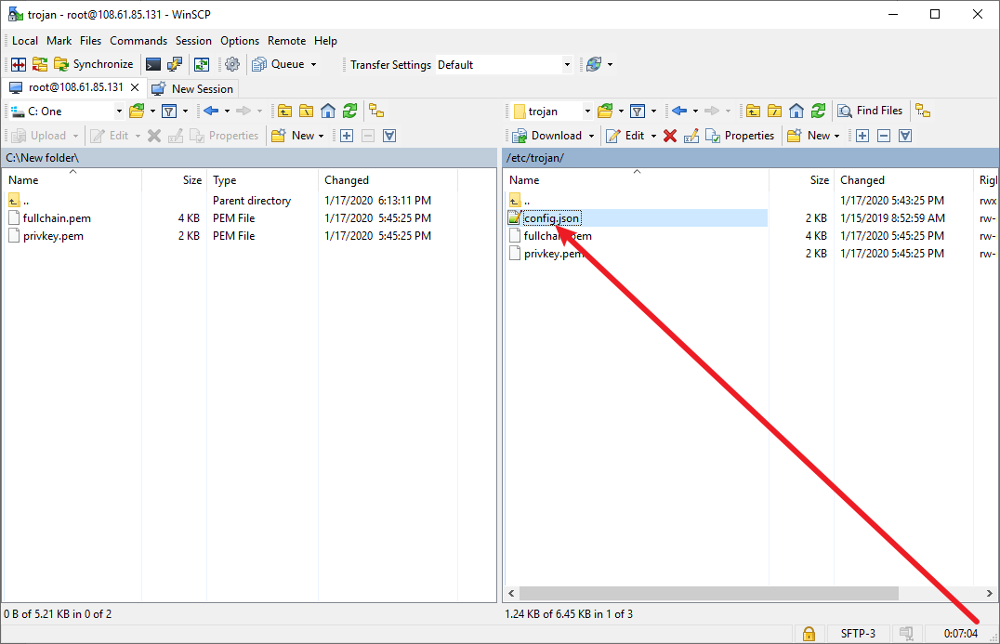 trojan - root@108.61.85.131 - WinSCP
Local Mark Files Commands Session Options Remote Help
Synchronize Queue Transfer Settings Default
root@108.61.85.131 New Session
C: One trojan Find Files
Upload Edit Properties New Download Edit Properties New
C:\New folder\ /etc/trojan/
Name Size Type Changed Name Size Changed Righ
.. Parent directory 1/17/2020 6:13:11 PM .. 1/17/2020 5:43:25 PM rwx
fullchain.pem 4 KB PEM File 1/17/2020 5:45:25 PM config.json 2 KB 1/15/2019 8:52:59 AM rw-
privkey.pem 2 KB PEM File 1/17/2020 5:45:25 PM fullchain.pem 4 KB 1/17/2020 5:45:25 PM rw-
privkey.pem 2 KB 1/17/2020 5:45:25 PM rw-
0 B of 5.21 KB in 0 of 2 1.24 KB of 6.45 KB in 1 of 3
SFTP-3 0:07:04